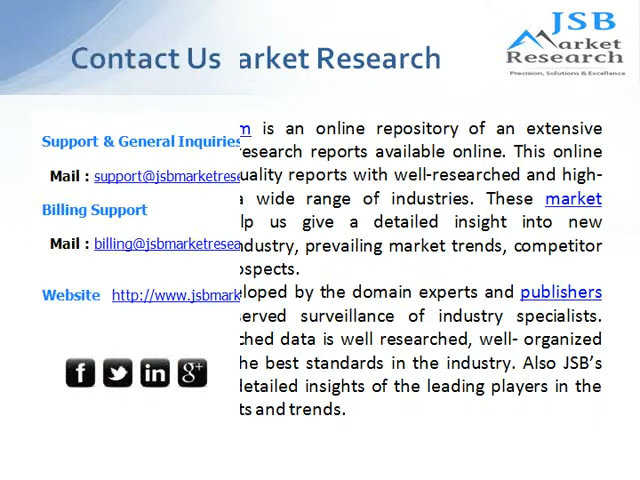 Contact Us arket Research
JSB
Market
Research
Precision, Solutions & Excellence
Support & General Inquiries
Mail : support@jsbmarketrese
Billing Support
Mail : billing@jsbmarketresea
Website http://www.jsbmark
m is an online repository of an extensive
esearch reports available online. This online
uality reports with well-researched and high-
a wide range of industries. These market
lp us give a detailed insight into new
ndustry, prevailing market trends, competitor
ospects.
eloped by the domain experts and publishers
served surveillance of industry specialists.
ched data is well researched, well- organized
he best standards in the industry. Also JSB's
detailed insights of the leading players in the
ts and trends.
f
in
g+